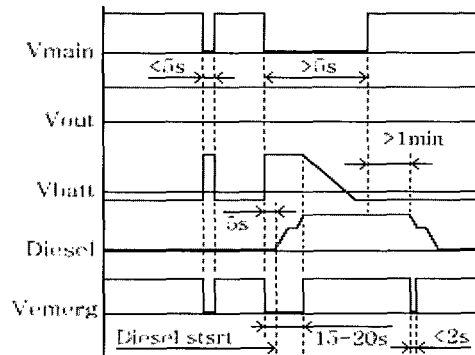 Vmain
<5s
>5s
Vout
>1min
Vbatt
5s
Diesel
Vemerg
Diesel stsrt
15-20s
<2s